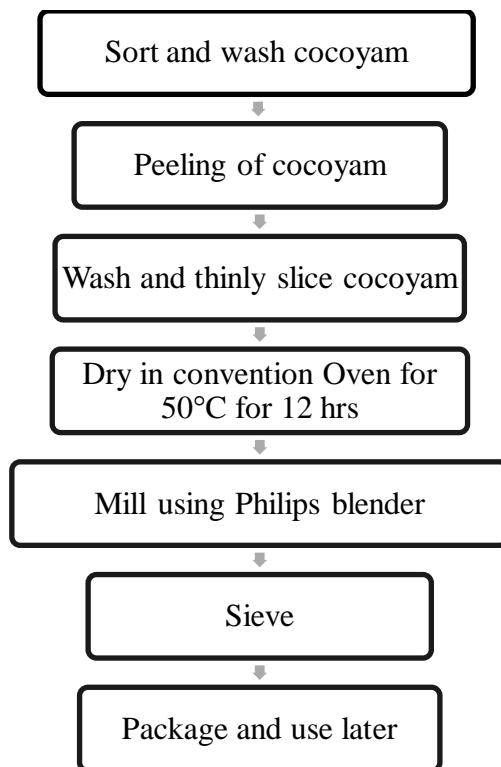 Sort and wash cocoyam
Peeling of cocoyam
Wash and thinly slice cocoyam
Dry in convention Oven for
50°C for 12 hrs
Mill using Philips blender
Sieve
Package and use later